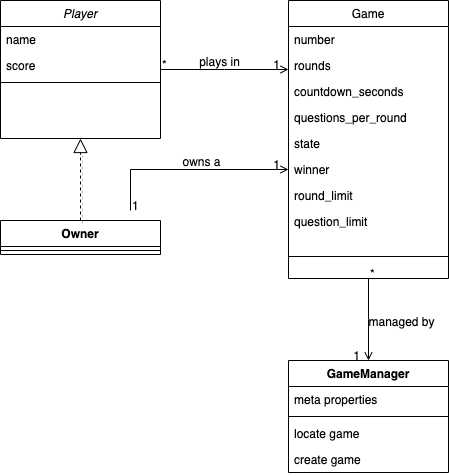 Player
name
score
* plays in 1
Game
number
rounds
countdown_seconds
questions_per_round
state
winner
round_limit
question_limit
owns a 1
1
Owner
*
managed by
1
GameManager
meta properties
locate game
create game